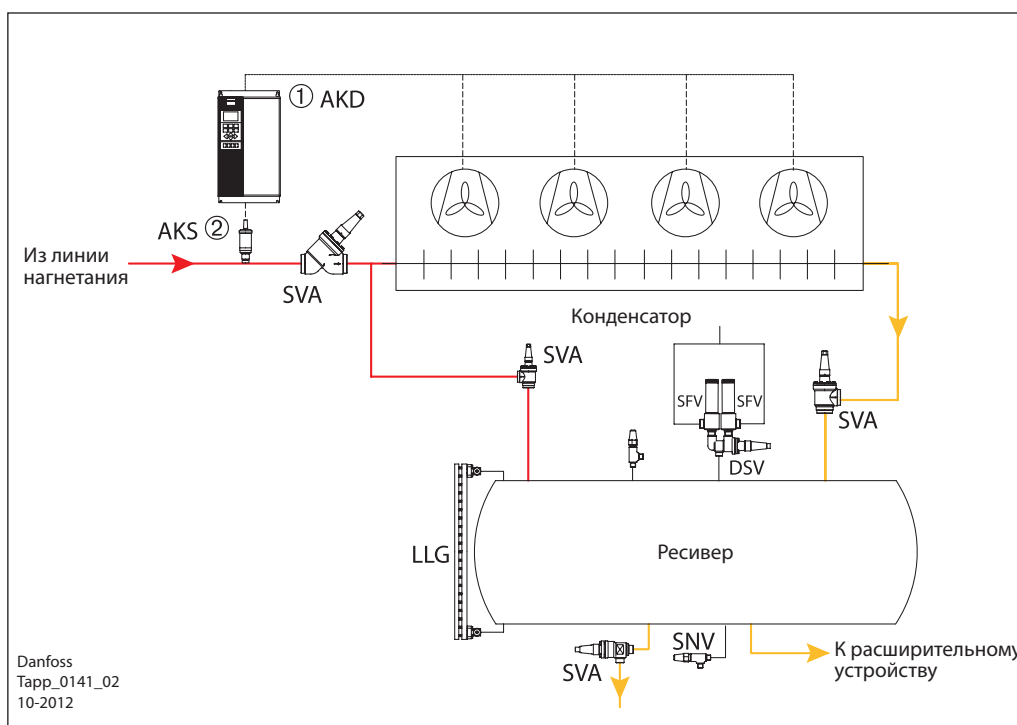 ① AKD
AKS ②
Из линии
нагнетания
SVA
Конденсатор
SVA
SFV
SFV
SVA
DSV
LLG
Ресивер
SNV
SVA
К расширительному
устройству
Danfoss
Tapp_0141_02
10-2012